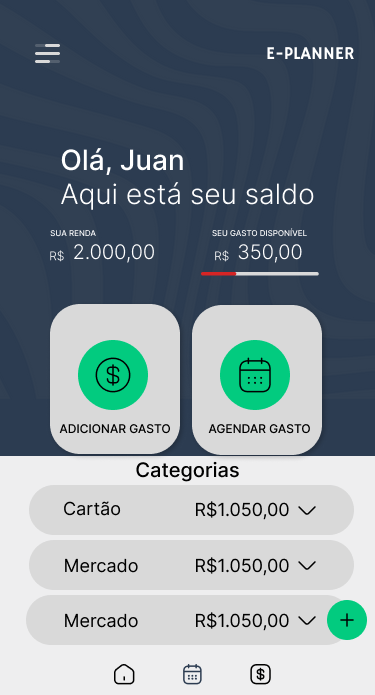 E-PLANNER
Olá, Juan
Aqui está seu saldo
SUA RENDA
R$ 2.000,00
SEU GASTO DISPONÍVEL
R$ 350,00
ADICIONAR GASTO
AGENDAR GASTO
Categorias
Cartão R$1.050,00
Mercado R$1.050,00
Mercado R$1.050,00